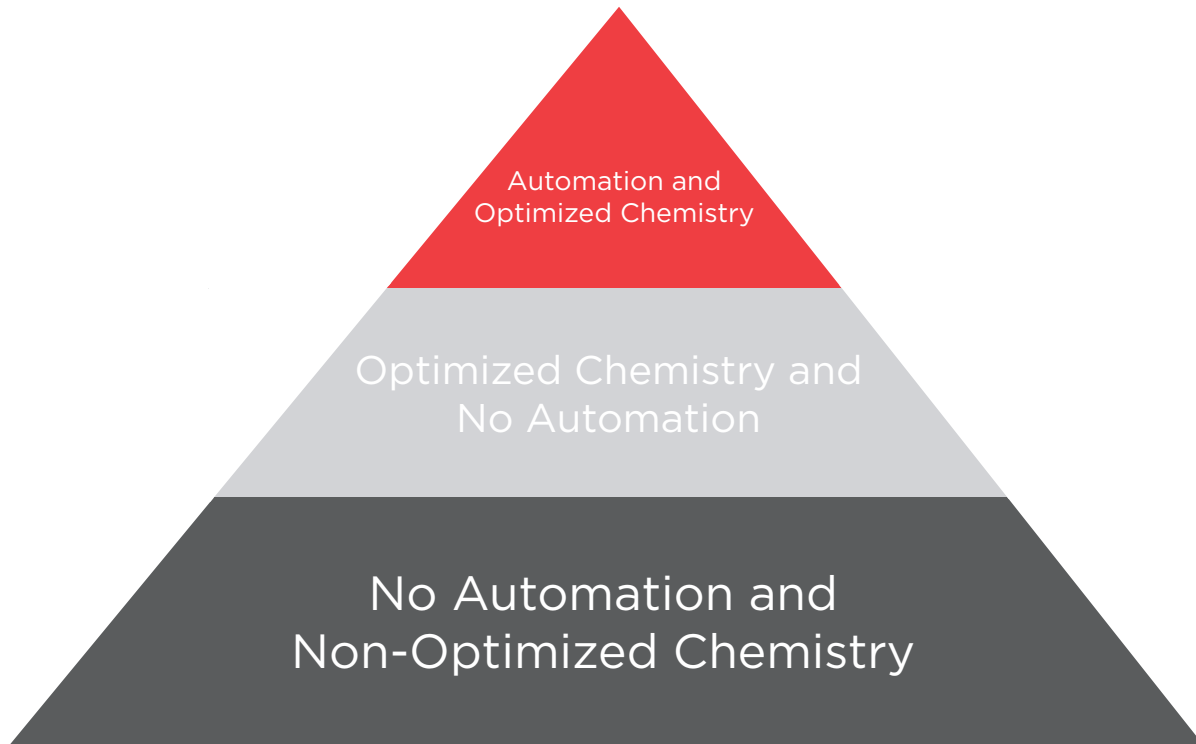 Automation and
Optimized Chemistry
Optimized Chemistry and
No Automation
No Automation and
Non-Optimized Chemistry